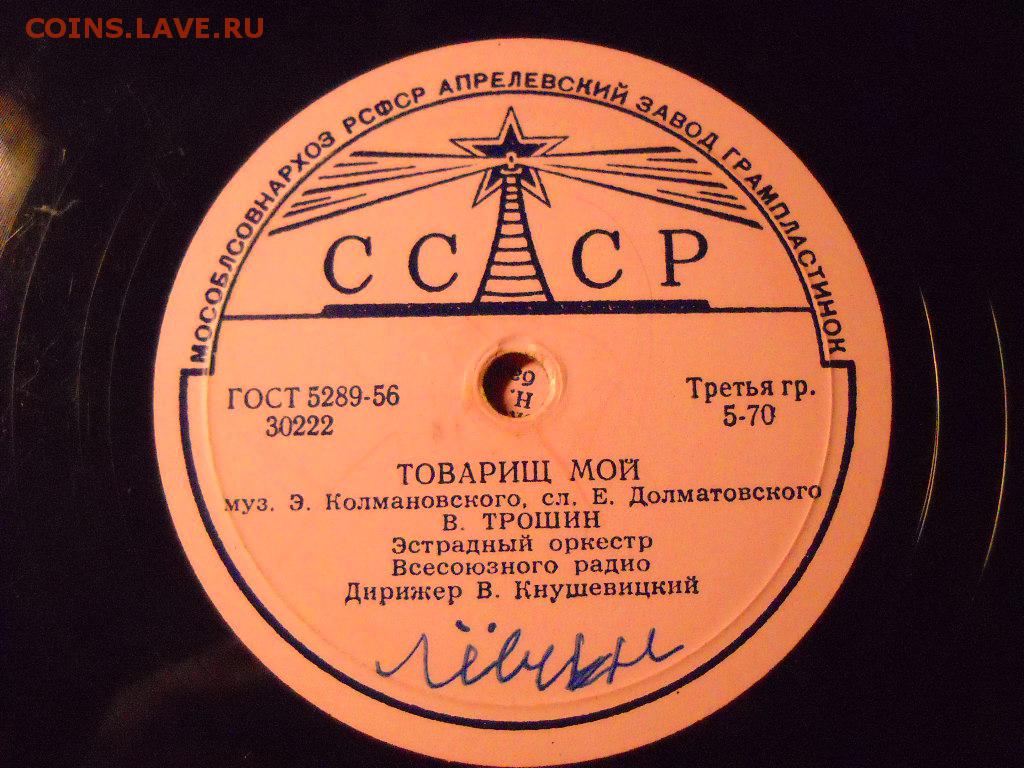 COINS.LAVE.RU
МОСОБЛСОВНАРХОЗ РСФСР АПРЕЛЕВСКИЙ ЗАВОД ГРАМПЛАСТИНОК
СССР
ГОСТ 5289-56
30222
Третья гр.
5-70
ТОВАРИЩ МОЙ
муз. Э. Колмановского, сл. Е. Долматовского
В. ТРОШИН
Эстрадный оркестр
Всесоюзного радио
Дирижер В. Кнушевицкий